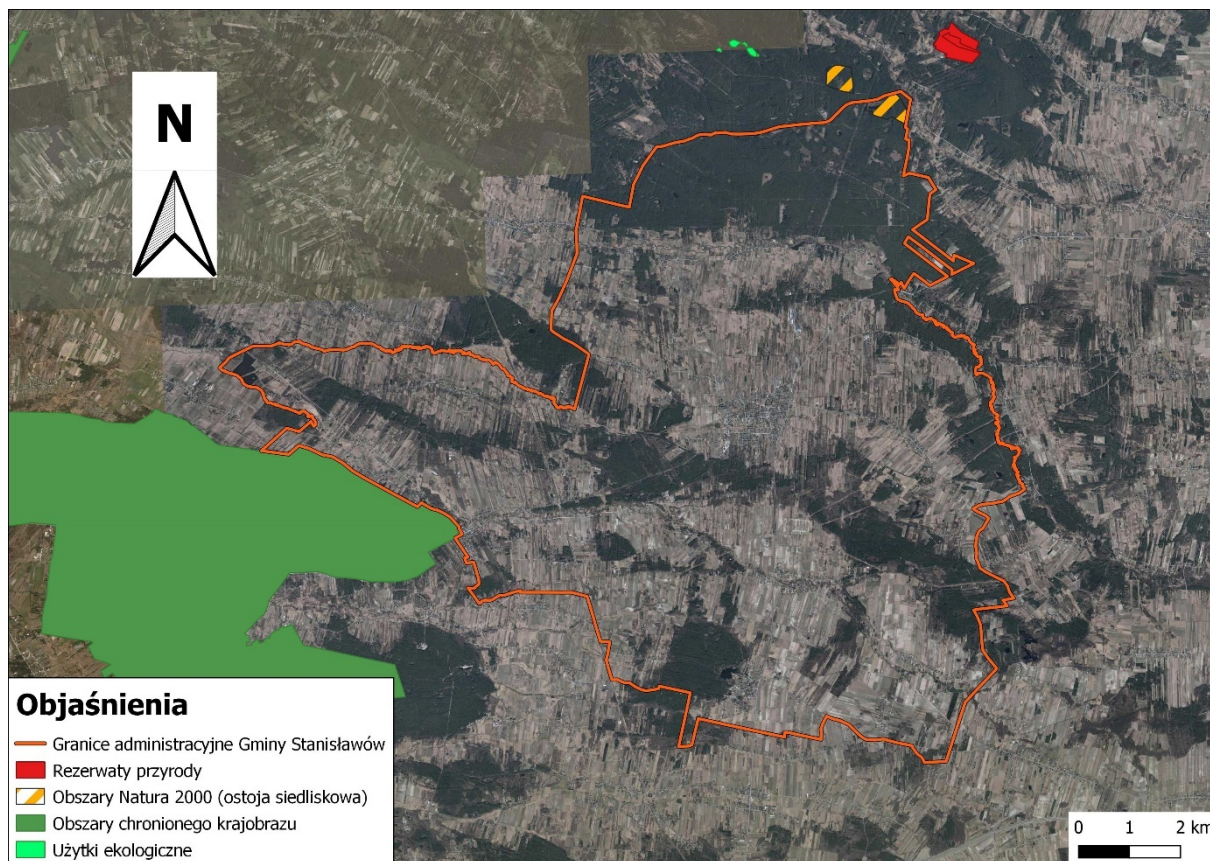 N
Objaśnienia
Granice administracyjne Gminy Stanisławów
Rezerwaty przyrody
Obszary Natura 2000 (ostoja siedliskowa)
Obszary chronionego krajobrazu
Użytki ekologiczne
0 1 2 km